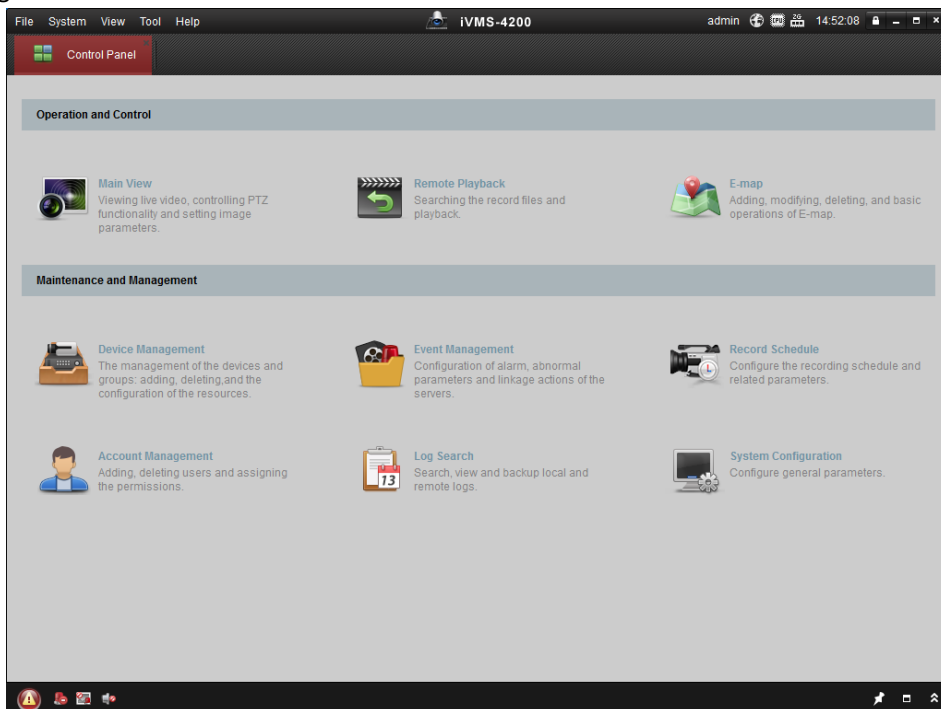 File System View Tool Help iVMS-4200 admin 14:52:08
Control Panel
Operation and Control
Main View
Viewing live video, controlling PTZ
functionality and setting image
parameters.
Remote Playback
Searching the record files and
playback.
E-map
Adding, modifying, deleting, and basic
operations of E-map.
Maintenance and Management
Device Management
The management of the devices and
groups: adding, deleting,and the
configuration of the resources.
Event Management
Configuration of alarm, abnormal
parameters and linkage actions of the
servers.
Record Schedule
Configure the recording schedule and
related parameters.
Account Management
Adding, deleting users and assigning
the permissions.
13
Log Search
Search, view and backup local and
remote logs.
System Configuration
Configure general parameters.